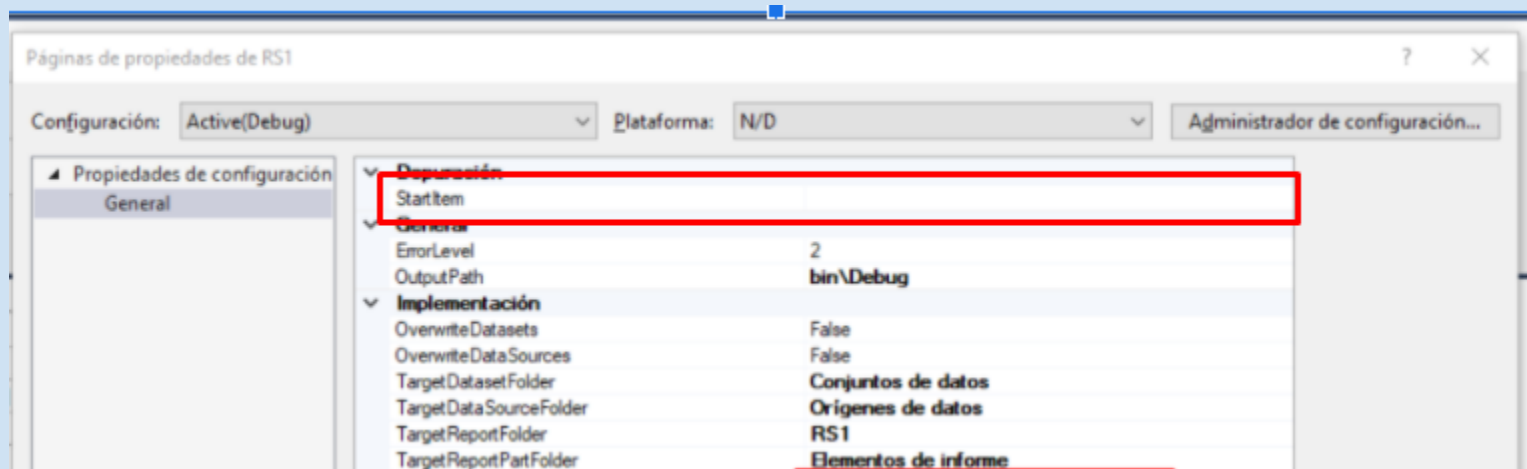 Páginas de propiedades de RS1
Configuración: Active(Debug) Plataforma: N/D Administrador de configuración...
Propiedades de configuración
General
Depuración
StartItem
General
ErrorLevel 2
OutputPath bin\Debug
Implementación
OverwriteDatasets False
OverwriteDataSources False
TargetDatasetFolder Conjuntos de datos
TargetDataSourceFolder Orígenes de datos
TargetReportFolder RS1
TargetReportPartFolder Elementos de informe